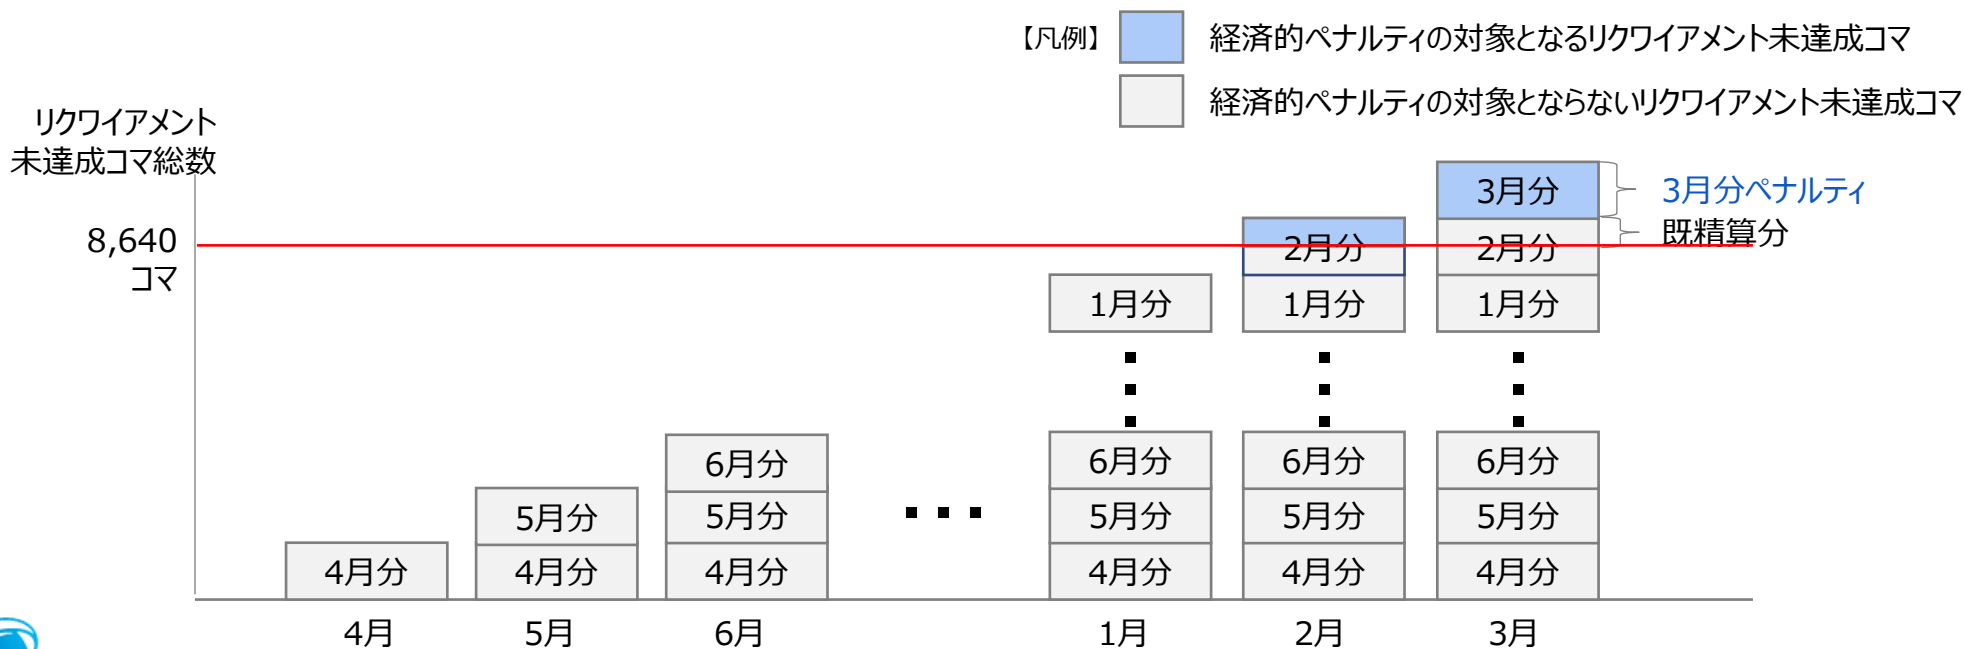 【凡例】
経済的ペナルティの対象となるリクワイアメント未達成コマ
経済的ペナルティの対象とならないリクワイアメント未達成コマ
リクワイアメント
未達成コマ総数
8,640
コマ
3月分
3月分ペナルティ
2月分
2月分
既精算分
1月分
1月分
1月分
6月分
6月分
6月分
6月分
5月分
5月分
5月分
5月分
5月分
4月分
4月分
4月分
4月分
4月分
4月分
4月
5月
6月
1月
2月
3月